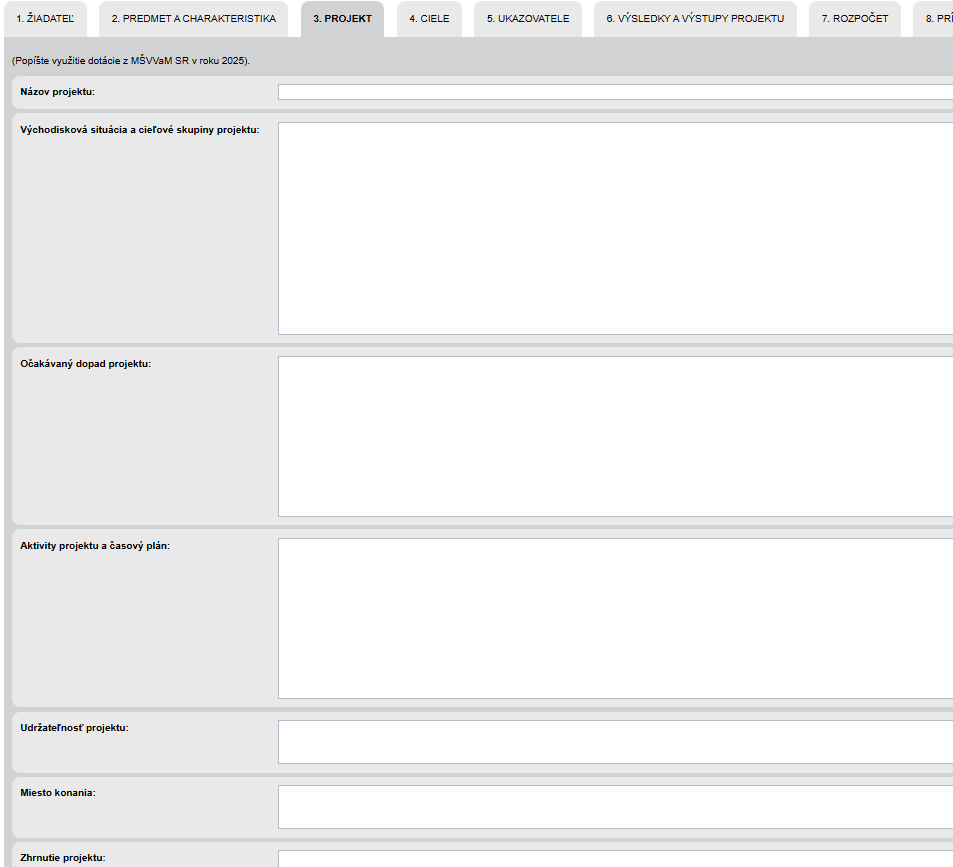 1. ŽIADATEĽ 2. PREDMET A CHARAKTERISTIKA 3. PROJEKT 4. CIELE 5. UKAZOVATELE 6. VÝSLEDKY A VÝSTUPY PROJEKTU 7. ROZPOČET 8.
(Popíšte využitie dotácie z MŠVVaM SR v roku 2025).
Názov projektu:
Východisková situácia a cieľové skupiny projektu:
Očakávaný dopad projektu:
Aktivity projektu a časový plán:
Udržateľnosť projektu:
Miesto konania:
Zhrnutie projektu: